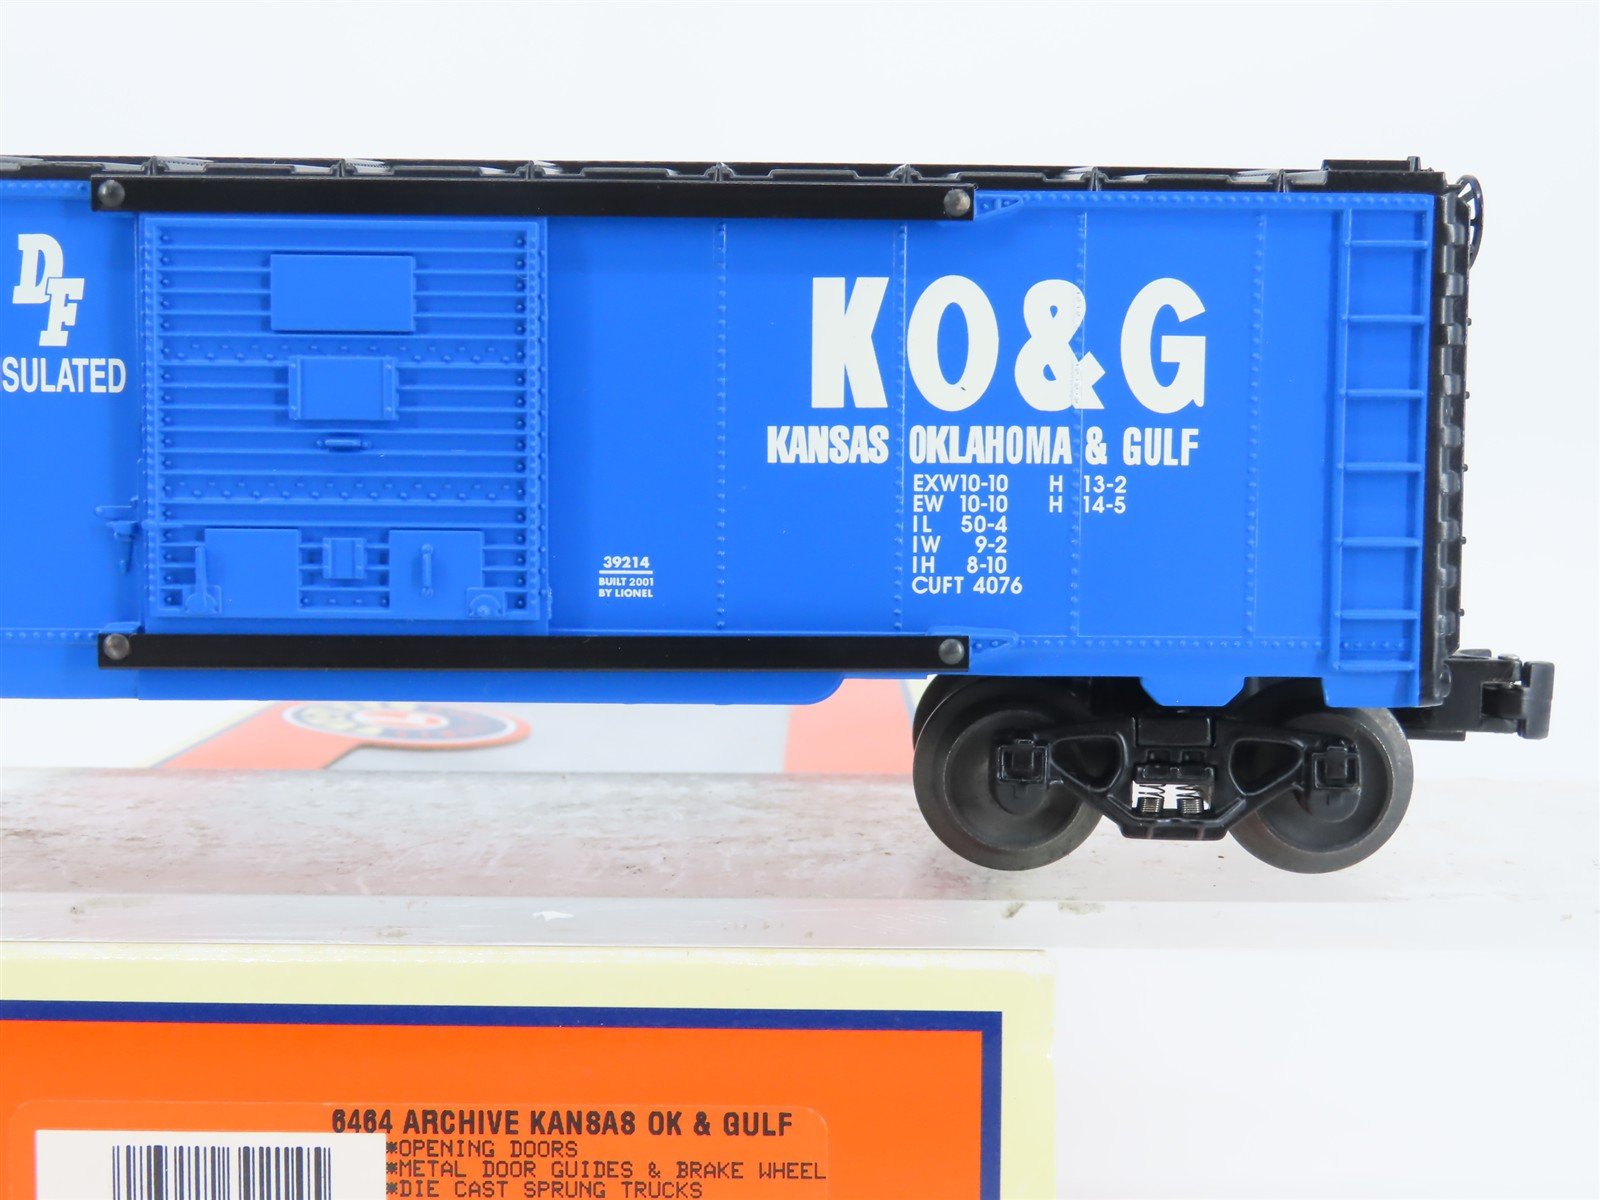 DF
SULATED
KO&G
KANSAS OKLAHOMA & GULF
EXW10-10 H 13-2
EW 10-10 H 14-5
IL 50-4
IW 9-2
IH 8-10
CUFT 4076
39214
BUILT 2001
BY LIONEL
6464 ARCHIVE KANSAS OK & GULF
*OPENING DOORS
*METAL DOOR GUIDES & BRAKE WHEEL
*DIE CAST SPRUNG TRUCKS